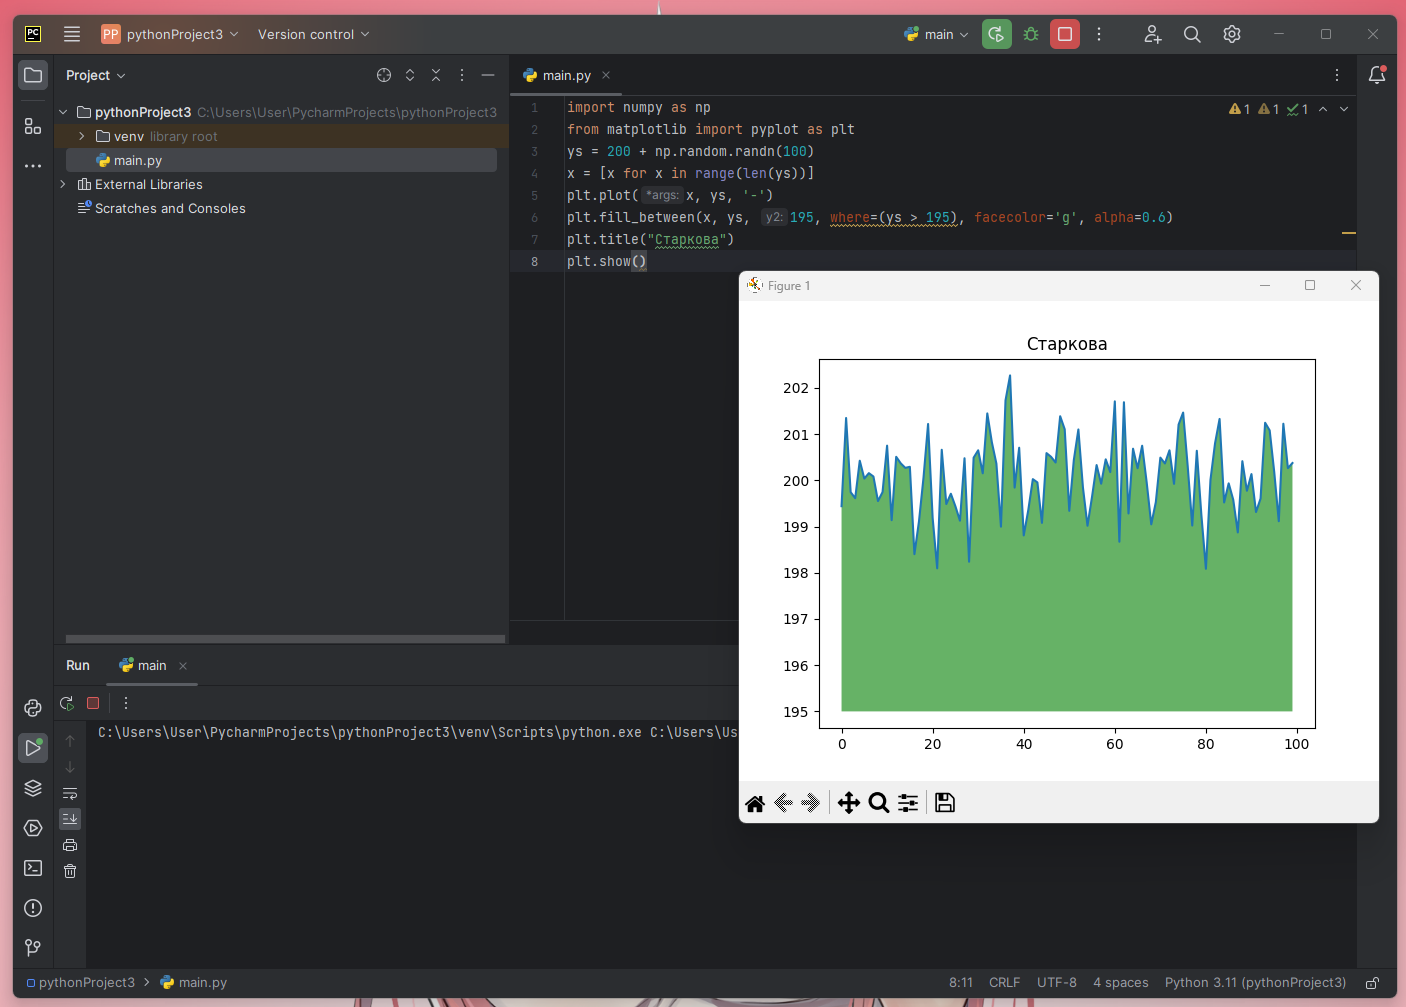 PC
PP pythonProject3
Version control
main
Project
pythonProject3 C:\Users\User\PycharmProjects\pythonProject3
venv library root
main.py
External Libraries
Scratches and Consoles
main.py
1 import numpy as np
2 from matplotlib import pyplot as plt
3 ys = 200 + np.random.randn(100)
4 x = [x for x in range(len(ys))]
5 plt.plot( *args: x, ys, '-')
6 plt.fill_between(x, ys, y2: 195, where=(ys > 195), facecolor='g', alpha=0.6)
7 plt.title("Старкова")
8 plt.show()
1 1 1
Figure 1
Старкова
202
201
200
199
198
197
196
195
0 20 40 60 80 100
Run
main
C:\Users\User\PycharmProjects\pythonProject3\venv\Scripts\python.exe C:\Users\Us
pythonProject3
main.py
8:11 CRLF UTF-8 4 spaces Python 3.11 (pythonProject3)